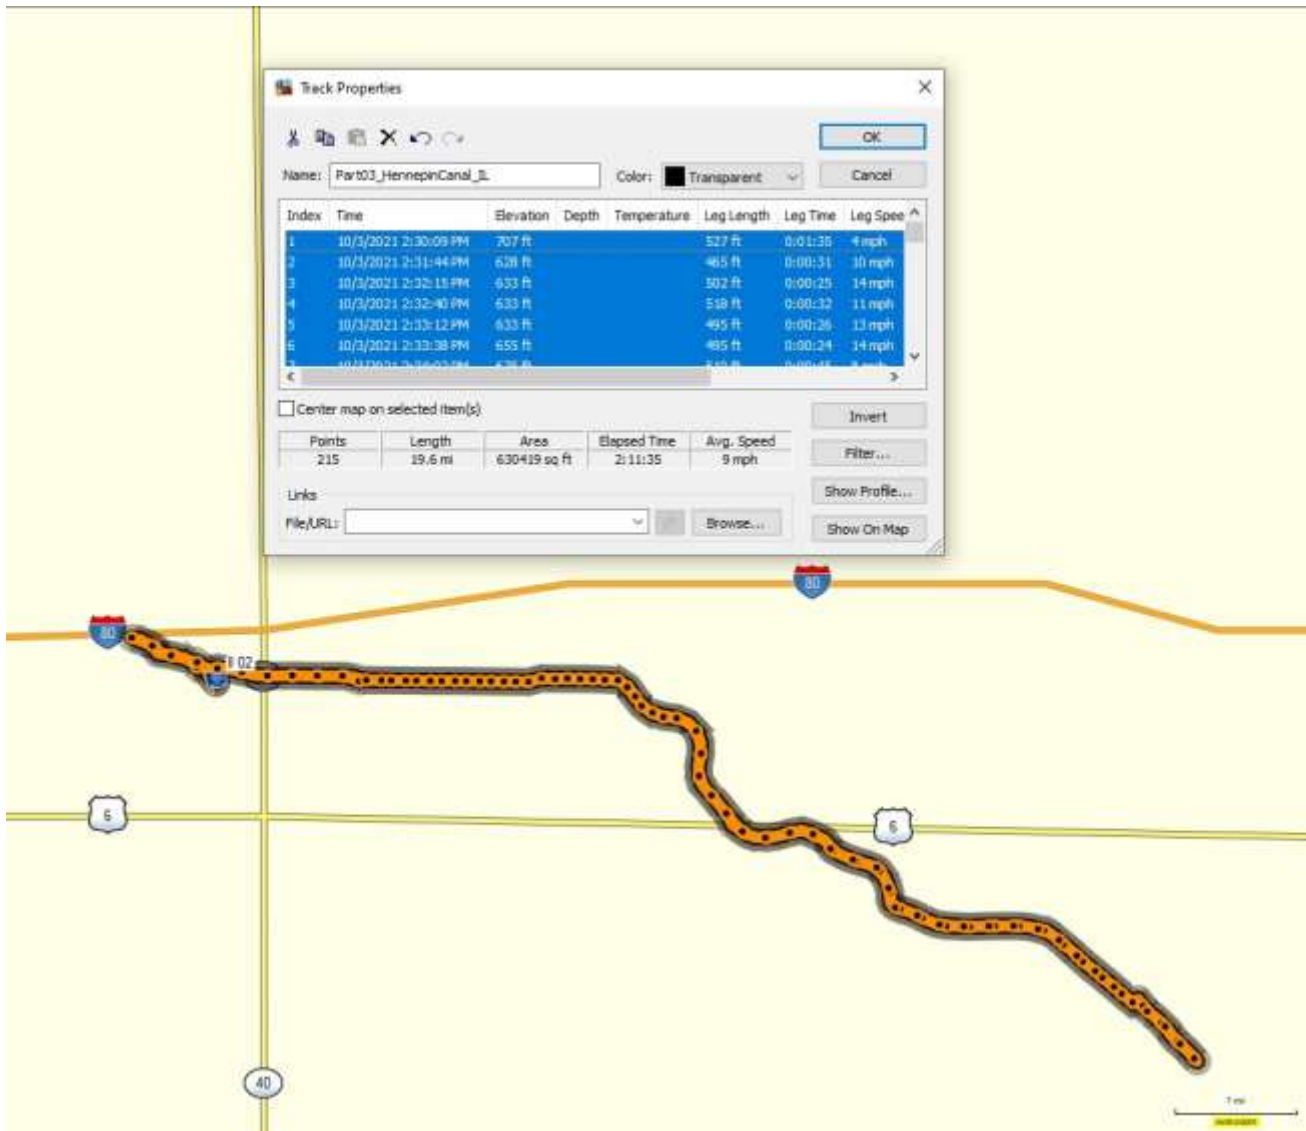 Track Properties
OK
Name: Part03_HennepinCanal_IL Color: Transparent Cancel
Index Time Elevation Depth Temperature Leg Length Leg Time Leg Spee
1 10/3/2021 2:30:09 PM 707 ft 527 ft 0:01:35 4 mph
2 10/3/2021 2:31:44 PM 628 ft 465 ft 0:00:31 10 mph
3 10/3/2021 2:32:15 PM 633 ft 502 ft 0:00:25 14 mph
4 10/3/2021 2:32:40 PM 633 ft 518 ft 0:00:32 11 mph
5 10/3/2021 2:33:12 PM 633 ft 495 ft 0:00:26 13 mph
6 10/3/2021 2:33:38 PM 655 ft 495 ft 0:00:24 14 mph
Center map on selected item(s)
Invert
Points Length Area Elapsed Time Avg. Speed
215 19.6 mi 630419 sq ft 2:11:35 9 mph
Filter...
Links
Show Profile...
File/URL: Browse...
Show On Map
80
80
02
6
6
40
mi